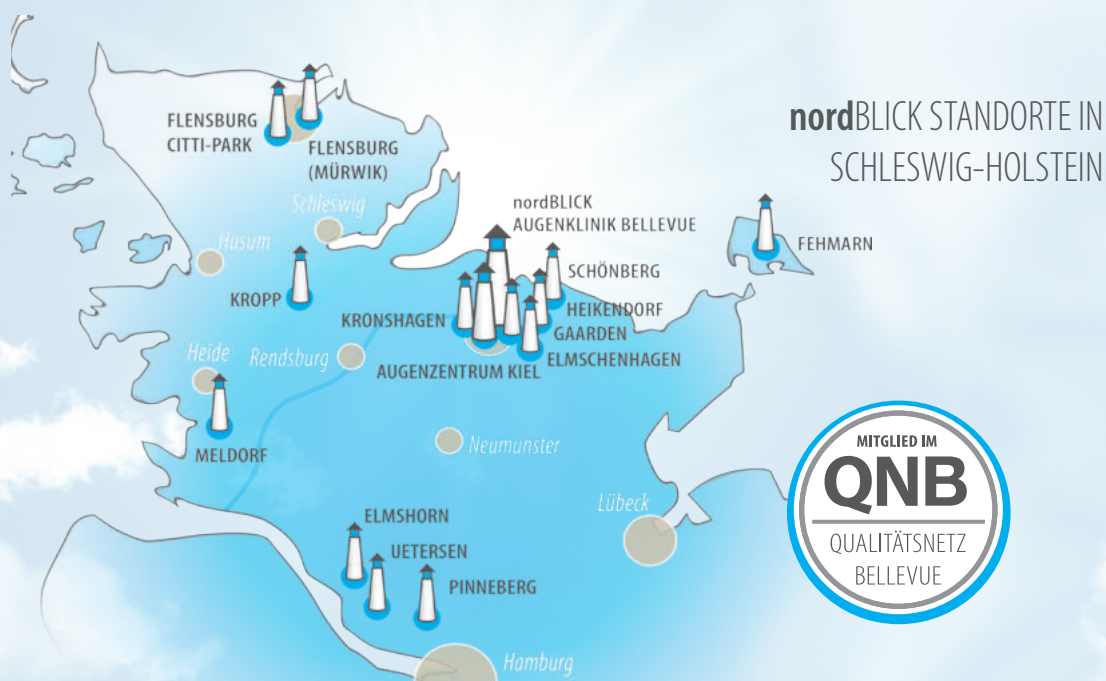 nordBLICK STANDORTE IN
SCHLESWIG-HOLSTEIN
FLENSBURG
CITTI-PARK
FLENSBURG
(MÜRWIK)
Schleswig
nordBLICK
AUGENKLINIK BELLEVUE
FEHMARN
Husum
SCHÖNBERG
KROPP
HEIKENDORF
KRONSHAGEN
GAARDEN
ELMSCHENHAGEN
Heide
Rendsburg
AUGENZENTRUM KIEL
MELDORF
Neumünster
MITGLIED IM
QNB
QUALITÄTSNETZ
BELLEVUE
Lübeck
ELMSHORN
UETERSEN
PINNEBERG
Hamburg